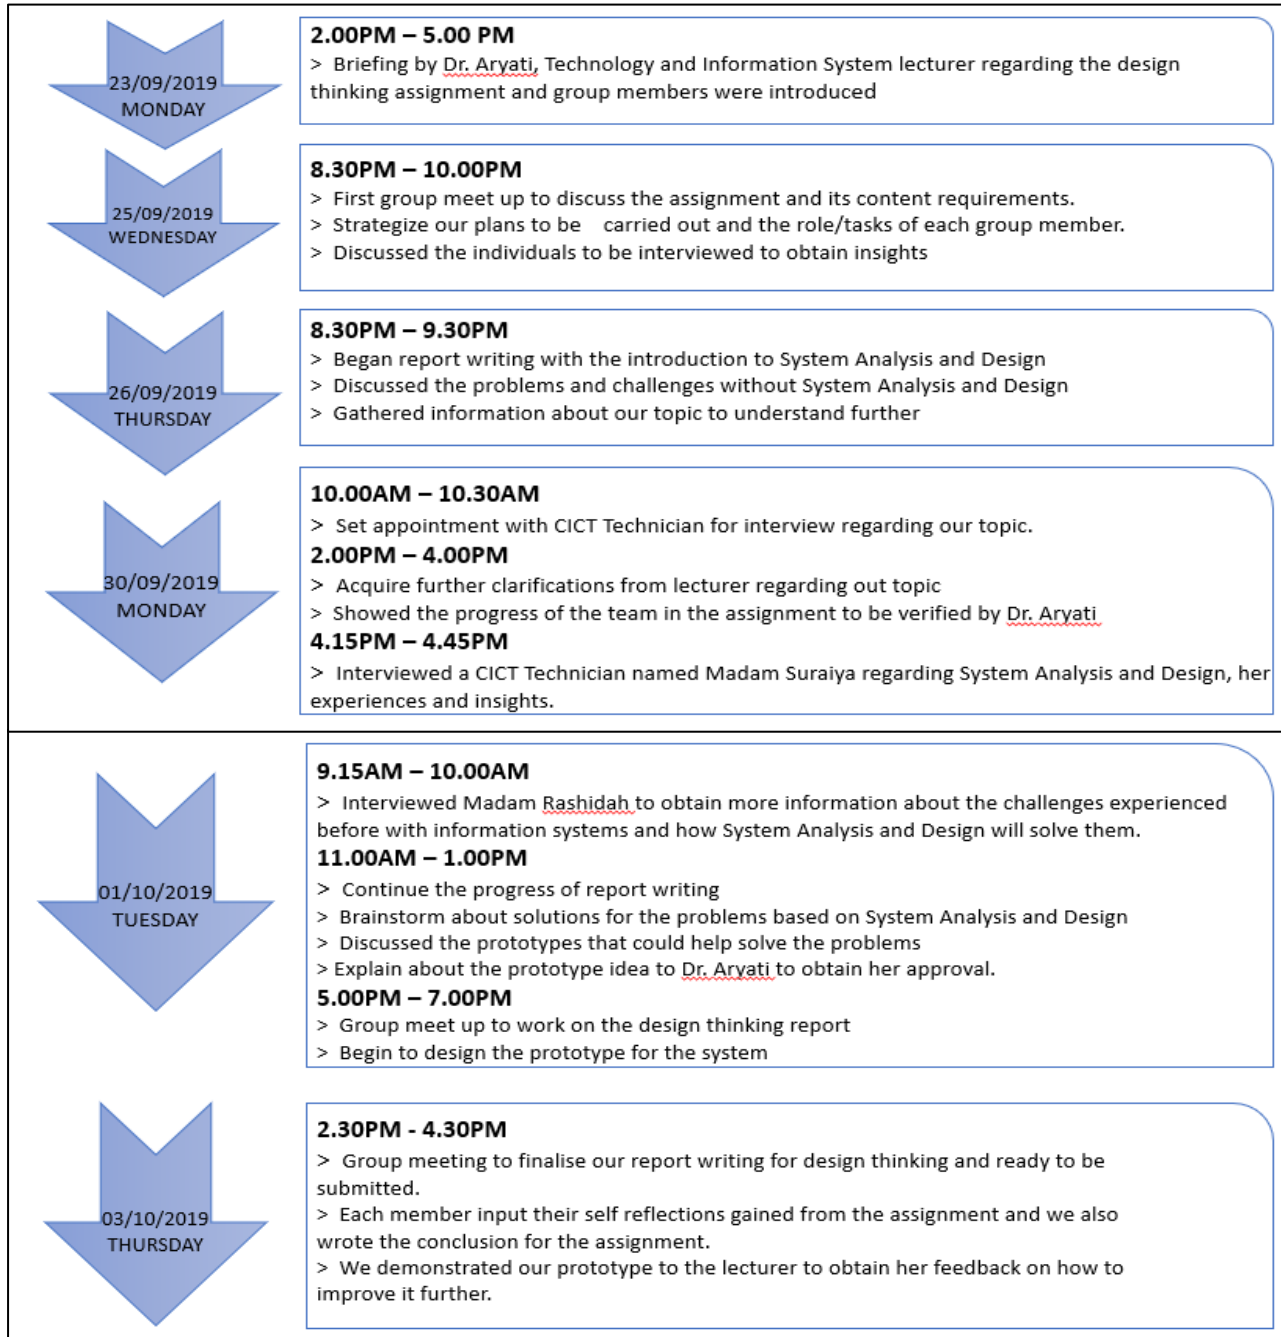 23/09/2019
MONDAY
2.00PM – 5.00 PM
> Briefing by Dr. Aryati, Technology and Information System lecturer regarding the design
thinking assignment and group members were introduced
25/09/2019
WEDNESDAY
8.30PM – 10.00PM
> First group meet up to discuss the assignment and its content requirements.
> Strategize our plans to be carried out and the role/tasks of each group member.
> Discussed the individuals to be interviewed to obtain insights
26/09/2019
THURSDAY
8.30PM – 9.30PM
> Began report writing with the introduction to System Analysis and Design
> Discussed the problems and challenges without System Analysis and Design
> Gathered information about our topic to understand further
30/09/2019
MONDAY
10.00AM – 10.30AM
> Set appointment with CICT Technician for interview regarding our topic.
2.00PM – 4.00PM
> Acquire further clarifications from lecturer regarding out topic
> Showed the progress of the team in the assignment to be verified by Dr. Aryati
4.15PM – 4.45PM
> Interviewed a CICT Technician named Madam Suraiya regarding System Analysis and Design, her
experiences and insights.
01/10/2019
TUESDAY
9.15AM – 10.00AM
> Interviewed Madam Rashidah to obtain more information about the challenges experienced
before with information systems and how System Analysis and Design will solve them.
11.00AM – 1.00PM
> Continue the progress of report writing
> Brainstorm about solutions for the problems based on System Analysis and Design
> Discussed the prototypes that could help solve the problems
> Explain about the prototype idea to Dr. Aryati to obtain her approval.
5.00PM – 7.00PM
> Group meet up to work on the design thinking report
> Begin to design the prototype for the system
03/10/2019
THURSDAY
2.30PM - 4.30PM
> Group meeting to finalise our report writing for design thinking and ready to be
submitted.
> Each member input their self reflections gained from the assignment and we also
wrote the conclusion for the assignment.
> We demonstrated our prototype to the lecturer to obtain her feedback on how to
improve it further.